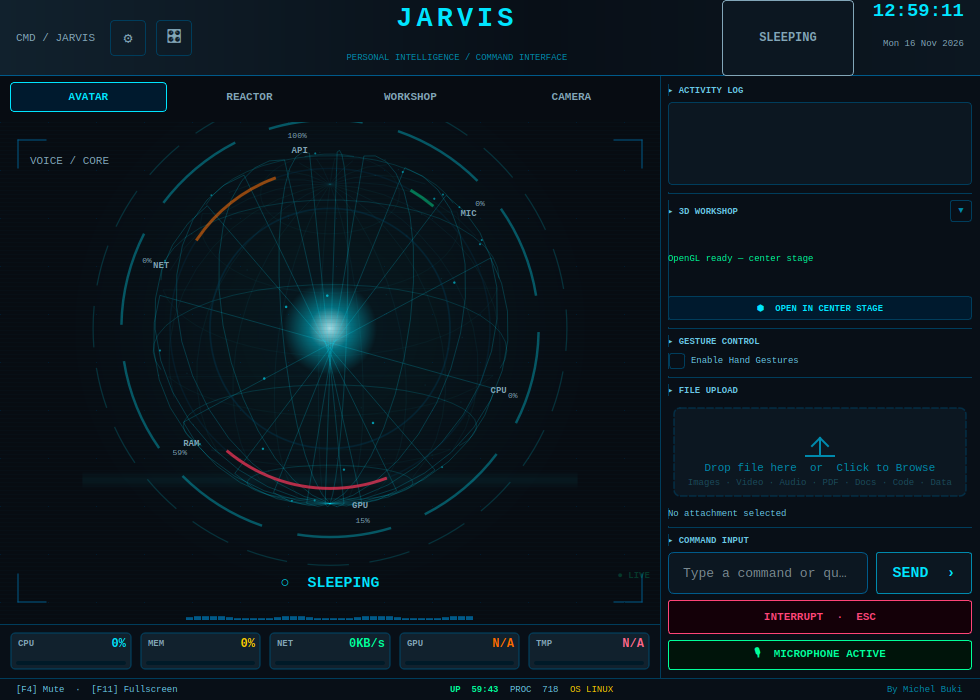 CMD / JARVIS
JARVIS
PERSONAL INTELLIGENCE / COMMAND INTERFACE
SLEEPING
12:59:11
Mon 16 Nov 2026
AVATAR
REACTOR
WORKSHOP
CAMERA
VOICE / CORE
100%
API
0%
MIC
0%
NET
CPU
0%
RAM
59%
GPU
15%
○ SLEEPING
● LIVE
CPU
0%
MEM
0%
NET
0KB/s
GPU
N/A
TMP
N/A
▸ ACTIVITY LOG
▸ 3D WORKSHOP
▼
OpenGL ready — center stage
⬢ OPEN IN CENTER STAGE
▸ GESTURE CONTROL
Enable Hand Gestures
▸ FILE UPLOAD
Drop file here or Click to Browse
Images · Video · Audio · PDF · Docs · Code · Data
No attachment selected
▸ COMMAND INPUT
Type a command or qu…
SEND ›
INTERRUPT · ESC
MICROPHONE ACTIVE
[F4] Mute · [F11] Fullscreen
UP 59:43
PROC 718
OS LINUX
By Michel Buki